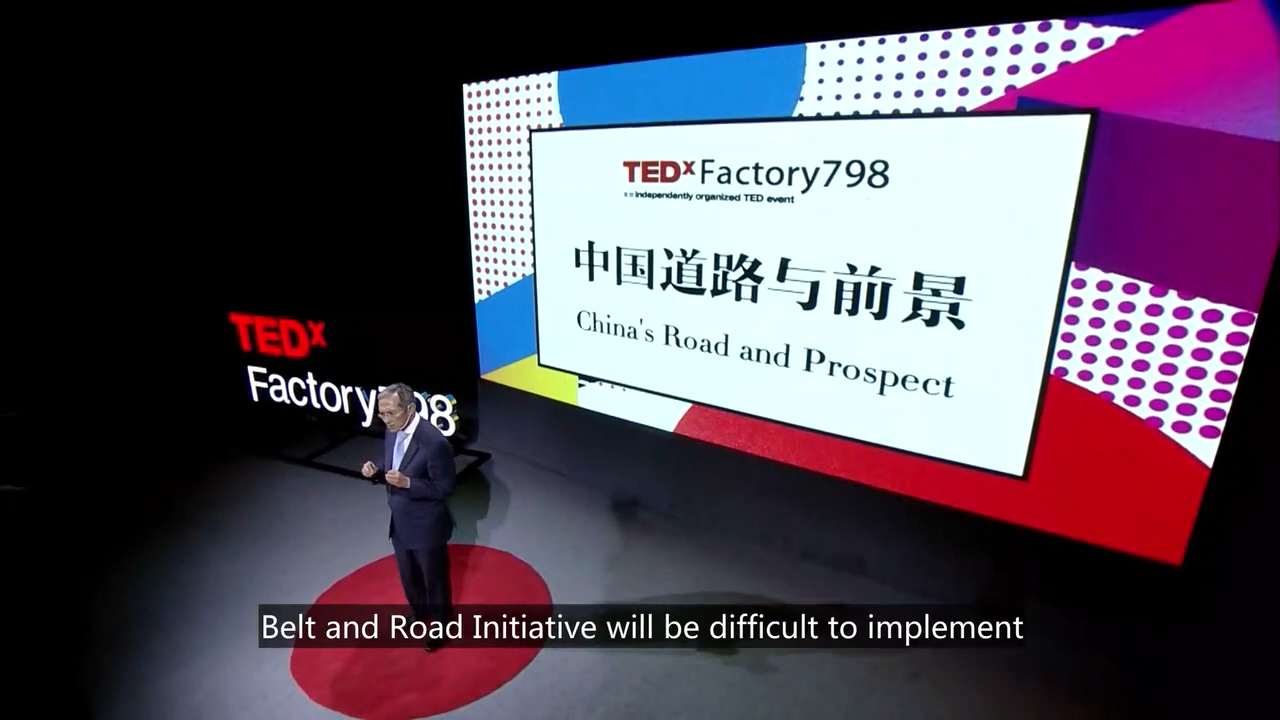 TEDx Factory798
x = independently organized TED event
中国道路与前景
China's Road and Prospect
TEDx
Factory798
Belt and Road Initiative will be difficult to implement